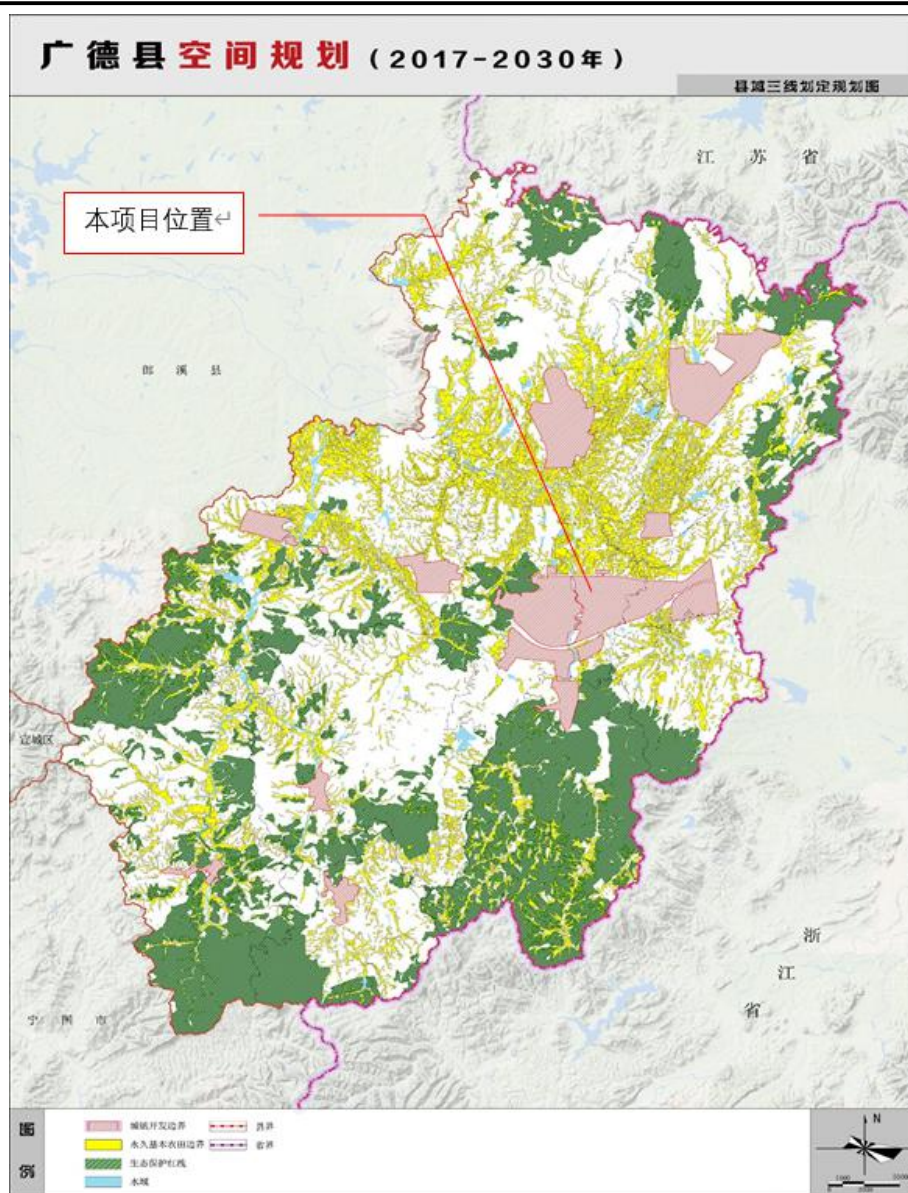 广德县空间规划(2017-2030年)
县域三线划定规划图
江苏省
本项目位置↵
郎溪县
宣城区
浙江省
宁国市
图例
城镇开发边界
县界
永久基本农田边界
省界
生态保护红线
水域
N